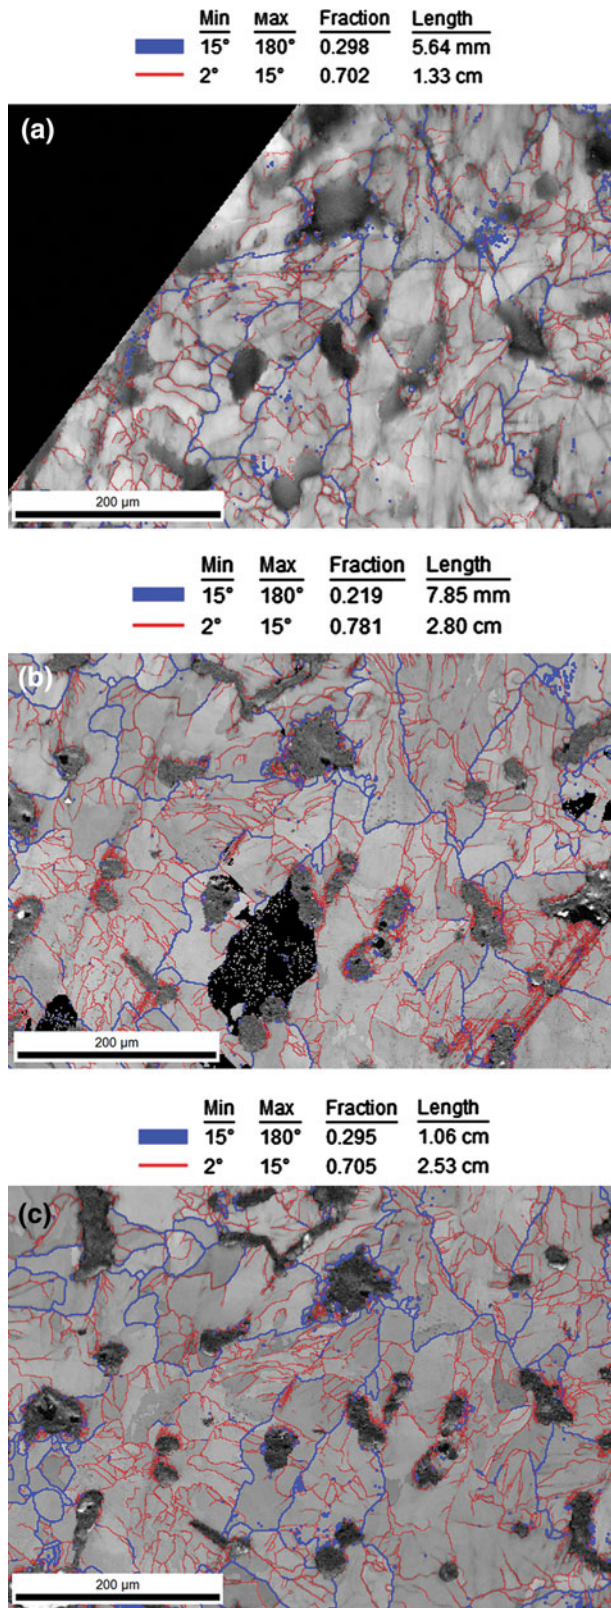 Min Max Fraction Length
15° 180° 0.298 5.64 mm
2° 15° 0.702 1.33 cm
(a)
200 µm
Min Max Fraction Length
15° 180° 0.219 7.85 mm
2° 15° 0.781 2.80 cm
(b)
200 µm
Min Max Fraction Length
15° 180° 0.295 1.06 cm
2° 15° 0.705 2.53 cm
(c)
200 µm